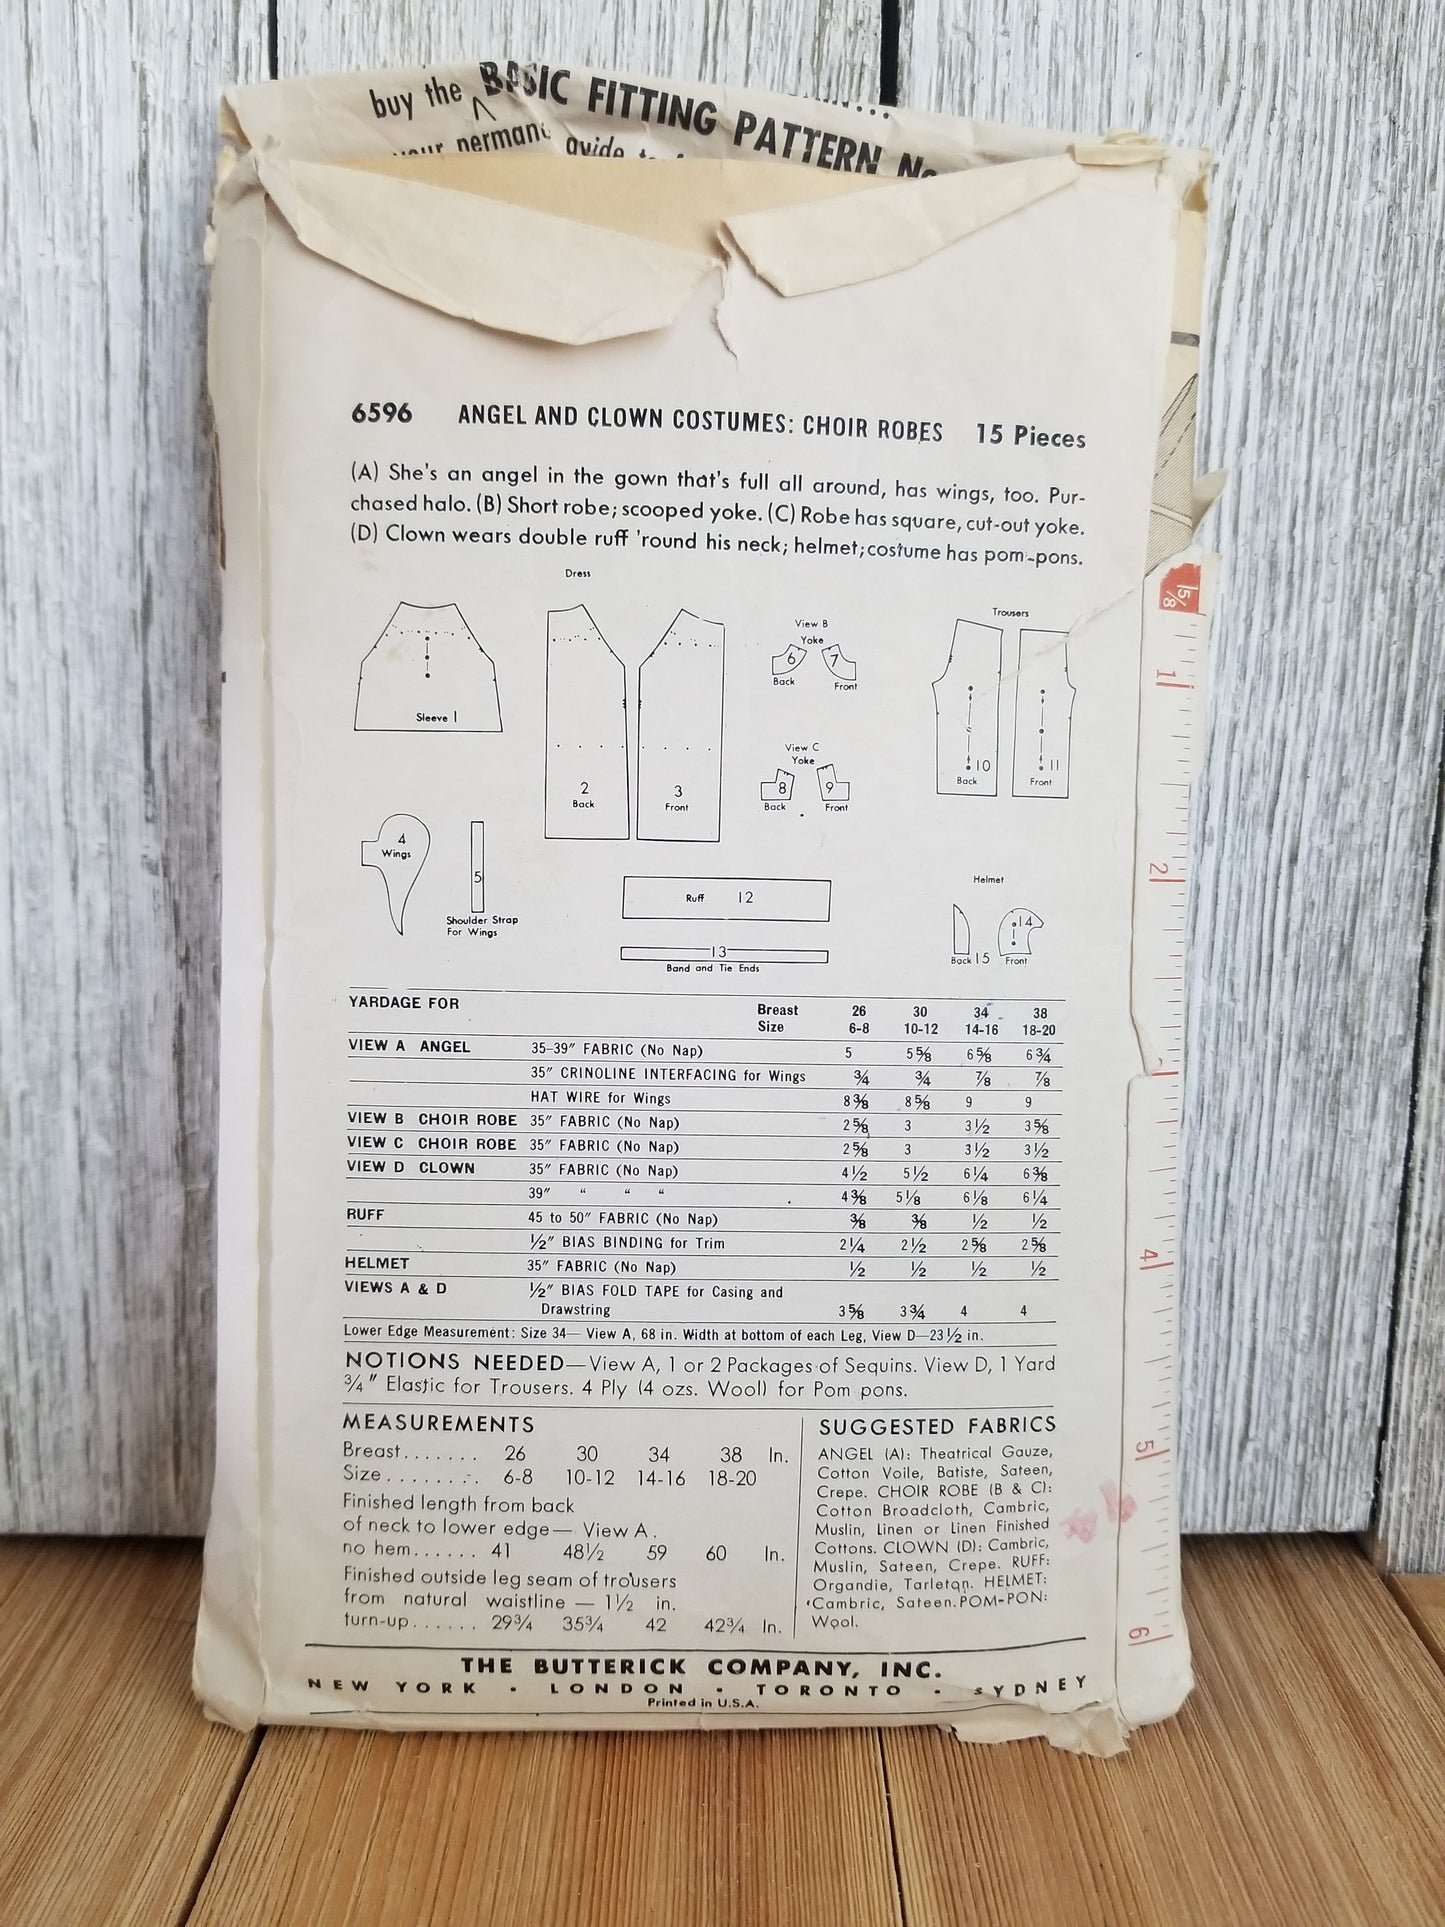 buy the BASIC FITTING PATTERN
guide
6596 ANGEL AND CLOWN COSTUMES: CHOIR ROBES 15 Pieces
(A) She's an angel in the gown that's full all around, has wings, too. Pur-
chased halo. (B) Short robe; scooped yoke. (C) Robe has square, cut-out yoke.
(D) Clown wears double ruff 'round his neck; helmet; costume has pom-pons.
Dress
Sleeve 1
2
Back
3
Front
View B
Yoke
6 7
Back Front
View C
Yoke
8 9
Back Front
Trousers
10
Back
11
Front
4
Wings
5
Shoulder Strap
For Wings
Ruff 12
13
Band and Tie Ends
Helmet
14
Back 15 Front
YARDAGE FOR Breast 26 30 34 38
Size 6-8 10-12 14-16 18-20
VIEW A ANGEL 35-39" FABRIC (No Nap) 5 5⅝ 6⅝ 6¾
35" CRINOLINE INTERFACING for Wings ¾ ¾ ⅞ ⅞
HAT WIRE for Wings 8⅜ 8⅝ 9 9
VIEW B CHOIR ROBE 35" FABRIC (No Nap) 2⅝ 3 3½ 3⅝
VIEW C CHOIR ROBE 35" FABRIC (No Nap) 2⅝ 3 3½ 3½
VIEW D CLOWN 35" FABRIC (No Nap) 4½ 5½ 6¼ 6⅜
39" " " " 4⅜ 5⅛ 6⅛ 6¼
RUFF 45 to 50" FABRIC (No Nap) ⅜ ⅜ ½ ½
½" BIAS BINDING for Trim 2¼ 2½ 2⅝ 2⅝
HELMET 35" FABRIC (No Nap) ½ ½ ½ ½
VIEWS A & D ½" BIAS FOLD TAPE for Casing and
Drawstring 3⅝ 3¾ 4 4
Lower Edge Measurement: Size 34— View A, 68 in. Width at bottom of each Leg, View D—23½ in.
NOTIONS NEEDED—View A, 1 or 2 Packages of Sequins. View D, 1 Yard
¾" Elastic for Trousers. 4 Ply (4 ozs. Wool) for Pom pons.
MEASUREMENTS
Breast....... 26 30 34 38 In.
Size......... 6-8 10-12 14-16 18-20
Finished length from back
of neck to lower edge— View A.
no hem...... 41 48½ 59 60 In.
Finished outside leg seam of trousers
from natural waistline — 1½ in.
turn-up...... 29¾ 35¾ 42 42¾ In.
SUGGESTED FABRICS
ANGEL (A): Theatrical Gauze,
Cotton Voile, Batiste, Sateen,
Crepe. CHOIR ROBE (B & C):
Cotton Broadcloth, Cambric,
Muslin, Linen or Linen Finished
Cottons. CLOWN (D): Cambric,
Muslin, Sateen, Crepe. RUFF:
Organdie, Tarletan. HELMET:
Cambric, Sateen. POM-PON:
Wool.
THE BUTTERICK COMPANY, INC.
NEW YORK • LONDON • TORONTO • SYDNEY
Printed in U.S.A.
5/8
1
2
4
5
6